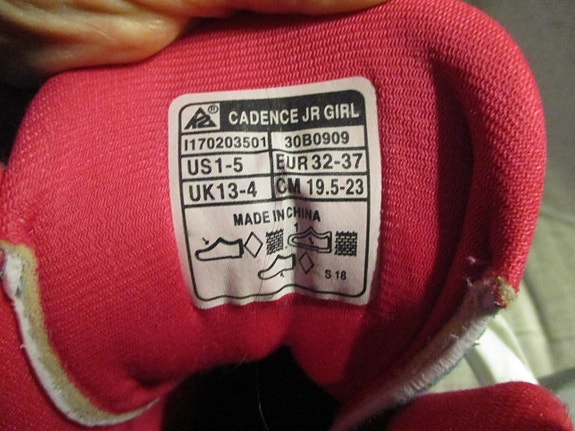 K2® CADENCE JR GIRL
I170203501 30B0909
US1-5 EUR 32-37
UK13-4 CM 19.5-23
MADE IN CHINA
S 18